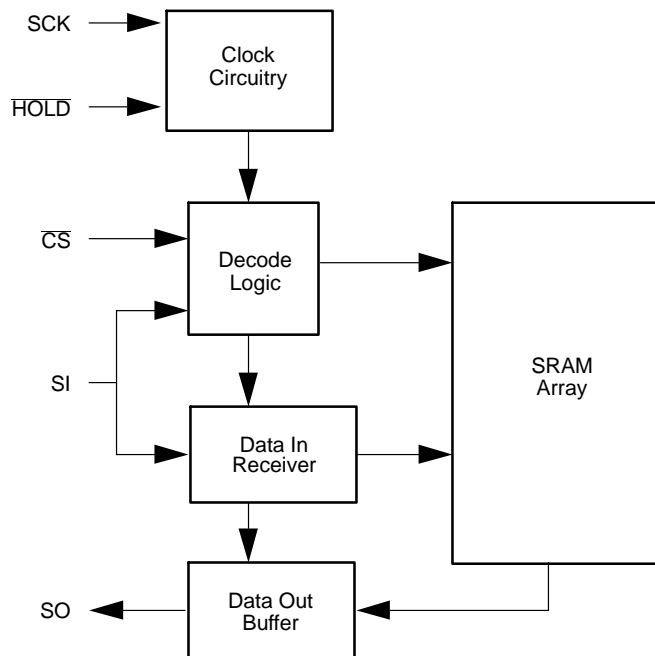 SCK
Clock
Circuitry
HOLD
CS
Decode
Logic
SI
SRAM
Array
Data In
Receiver
SO
Data Out
Buffer